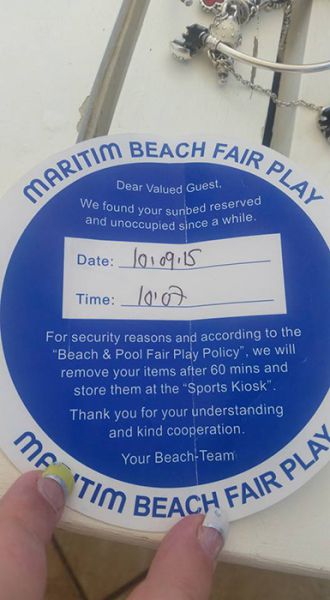 MARITIM BEACH FAIR PLAY
Dear Valued Guest,
We found your sunbed reserved
and unoccupied since a while.
Date: 10.09.15
Time: 10:07
For security reasons and according to the
"Beach & Pool Fair Play Policy", we will
remove your items after 60 mins and
store them at the "Sports Kiosk".
Thank you for your understanding
and kind cooperation.
Your Beach-Team
MARITIM BEACH FAIR PLAY